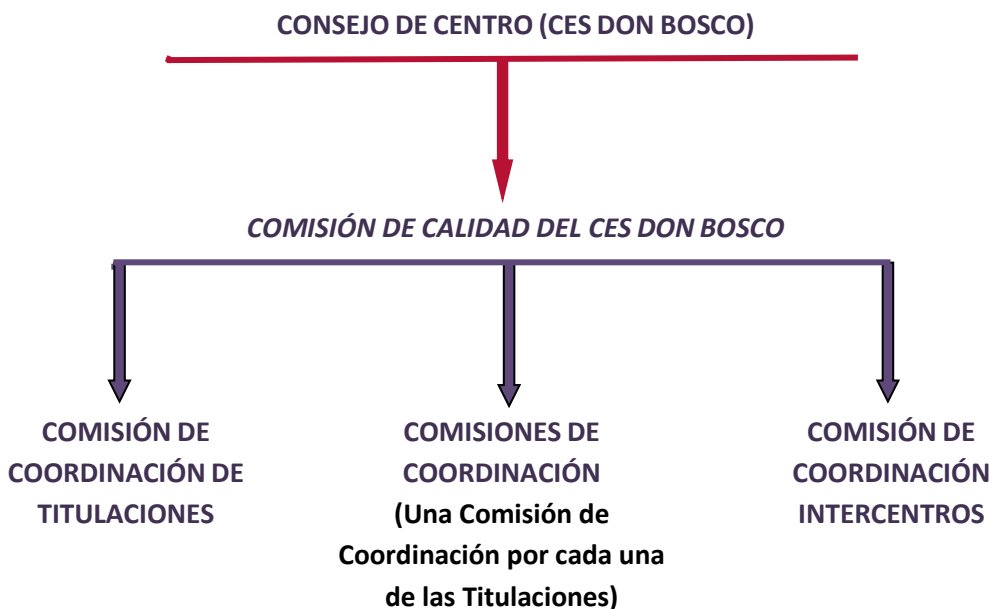 CONSEJO DE CENTRO (CES DON BOSCO)
COMISIÓN DE CALIDAD DEL CES DON BOSCO
COMISIÓN DE
COORDINACIÓN DE
TITULACIONES
COMISIONES DE
COORDINACIÓN
(Una Comisión de
Coordinación por cada una
de las Titulaciones)
COMISIÓN DE
COORDINACIÓN
INTERCENTROS